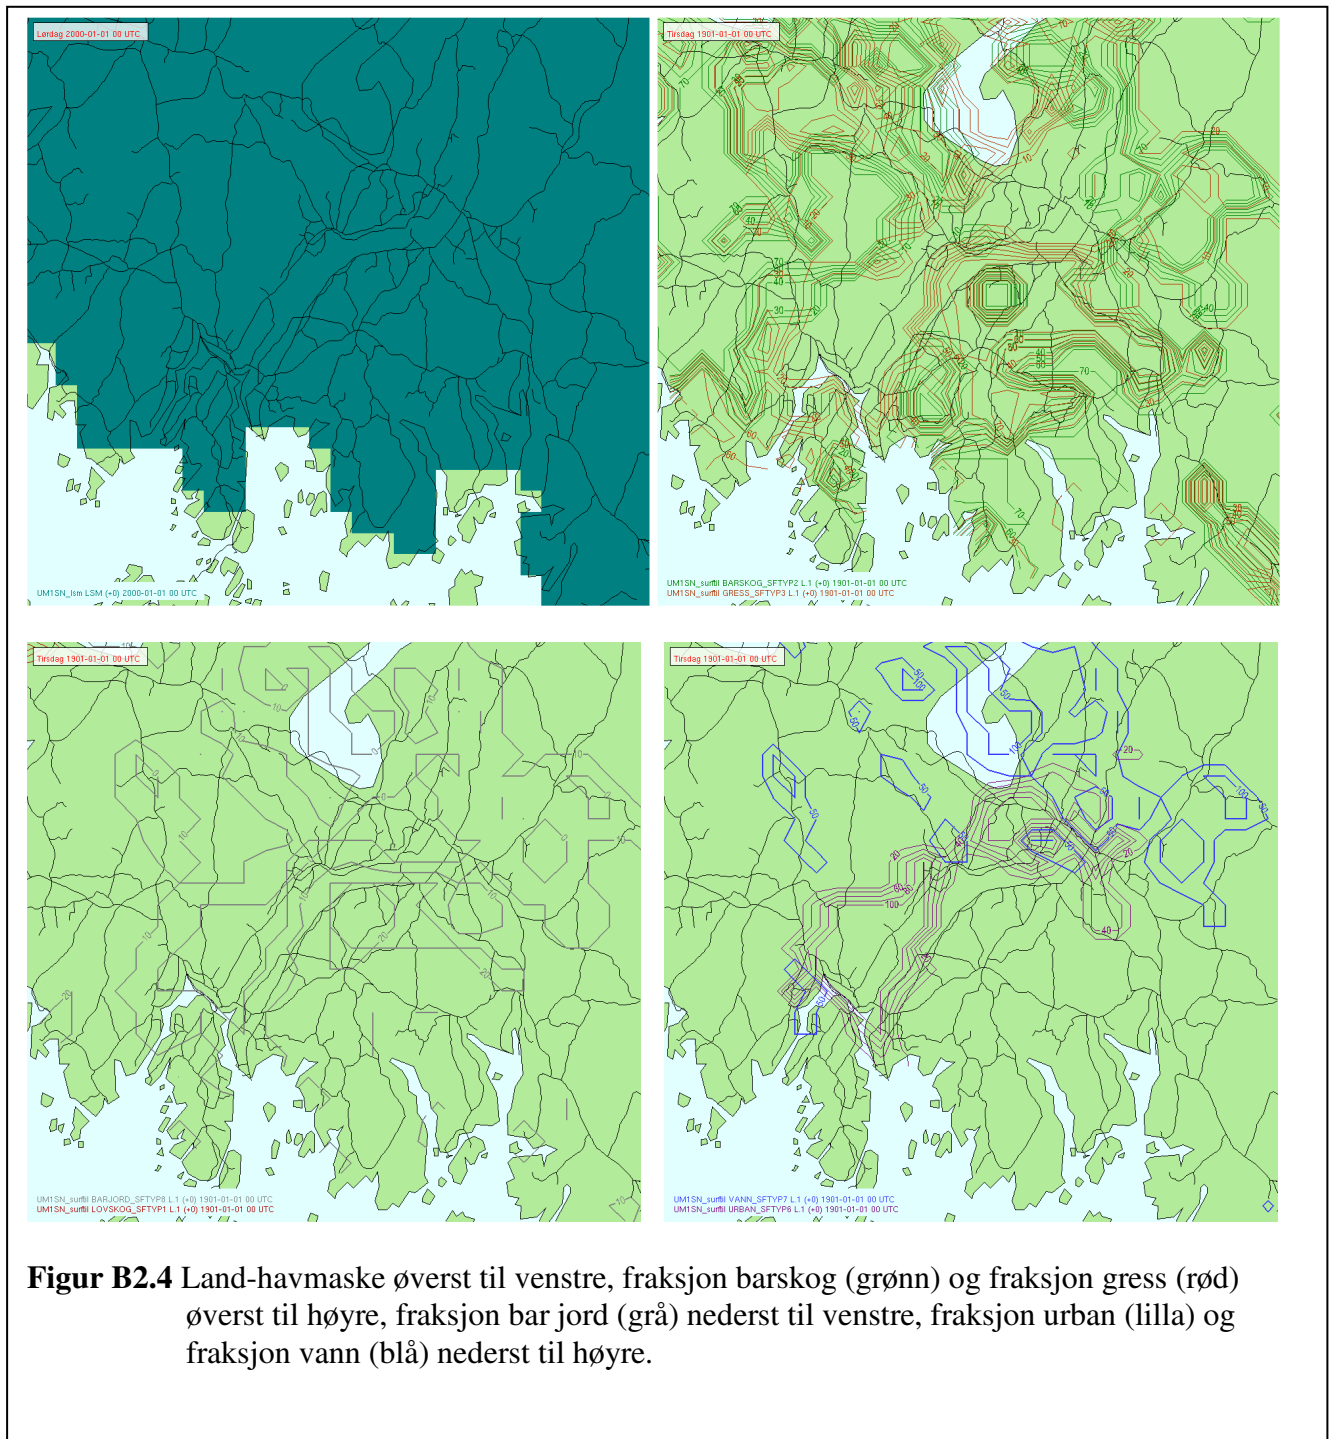 Lørdag 2000-01-01 00 UTC
UM1SN_lsm LSM (+0) 2000-01-01 00 UTC
Tirsdag 1901-01-01 00 UTC
UM1SN_surftil BARSKOG_SFTYP2 L.1 (+0) 1901-01-01 00 UTC
UM1SN_surftil GRESS_SFTYP3 L.1 (+0) 1901-01-01 00 UTC
Tirsdag 1901-01-01 00 UTC
UM1SN_surftil BARJORD_SFTYP8 L.1 (+0) 1901-01-01 00 UTC
UM1SN_surftil LOVSKOG_SFTYP1 L.1 (+0) 1901-01-01 00 UTC
Tirsdag 1901-01-01 00 UTC
UM1SN_surftil VANN_SFTYP7 L.1 (+0) 1901-01-01 00 UTC
UM1SN_surftil URBAN_SFTYP6 L.1 (+0) 1901-01-01 00 UTC
Figur B2.4 Land-havmaske øverst til venstre, fraksjon barskog (grønn) og fraksjon gress (rød)
øverst til høyre, fraksjon bar jord (grå) nederst til venstre, fraksjon urban (lilla) og
fraksjon vann (blå) nederst til høyre.